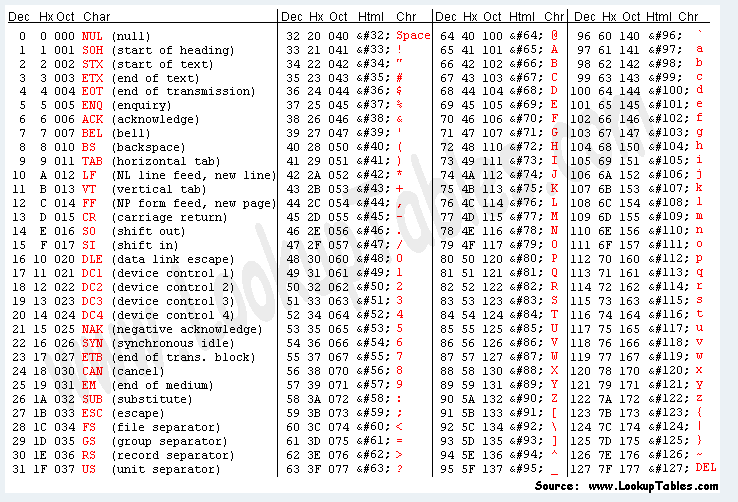 Dec Hx Oct Char Dec Hx Oct Html Chr Dec Hx Oct Html Chr Dec Hx Oct Html Chr
0 0 000 NUL (null) 32 20 040 &#32; Space 64 40 100 &#64; @ 96 60 140 &#96; `
1 1 001 SOH (start of heading) 33 21 041 &#33; ! 65 41 101 &#65; A 97 61 141 &#97; a
2 2 002 STX (start of text) 34 22 042 &#34; " 66 42 102 &#66; B 98 62 142 &#98; b
3 3 003 ETX (end of text) 35 23 043 &#35; # 67 43 103 &#67; C 99 63 143 &#99; c
4 4 004 EOT (end of transmission) 36 24 044 &#36; $ 68 44 104 &#68; D 100 64 144 &#100; d
5 5 005 ENQ (enquiry) 37 25 045 &#37; % 69 45 105 &#69; E 101 65 145 &#101; e
6 6 006 ACK (acknowledge) 38 26 046 &#38; & 70 46 106 &#70; F 102 66 146 &#102; f
7 7 007 BEL (bell) 39 27 047 &#39; ' 71 47 107 &#71; G 103 67 147 &#103; g
8 8 010 BS (backspace) 40 28 050 &#40; ( 72 48 110 &#72; H 104 68 150 &#104; h
9 9 011 TAB (horizontal tab) 41 29 051 &#41; ) 73 49 111 &#73; I 105 69 151 &#105; i
10 A 012 LF (NL line feed, new line) 42 2A 052 &#42; * 74 4A 112 &#74; J 106 6A 152 &#106; j
11 B 013 VT (vertical tab) 43 2B 053 &#43; + 75 4B 113 &#75; K 107 6B 153 &#107; k
12 C 014 FF (NP form feed, new page) 44 2C 054 &#44; , 76 4C 114 &#76; L 108 6C 154 &#108; l
13 D 015 CR (carriage return) 45 2D 055 &#45; - 77 4D 115 &#77; M 109 6D 155 &#109; m
14 E 016 SO (shift out) 46 2E 056 &#46; . 78 4E 116 &#78; N 110 6E 156 &#110; n
15 F 017 SI (shift in) 47 2F 057 &#47; / 79 4F 117 &#79; O 111 6F 157 &#111; o
16 10 020 DLE (data link escape) 48 30 060 &#48; 0 80 50 120 &#80; P 112 70 160 &#112; p
17 11 021 DC1 (device control 1) 49 31 061 &#49; 1 81 51 121 &#81; Q 113 71 161 &#113; q
18 12 022 DC2 (device control 2) 50 32 062 &#50; 2 82 52 122 &#82; R 114 72 162 &#114; r
19 13 023 DC3 (device control 3) 51 33 063 &#51; 3 83 53 123 &#83; S 115 73 163 &#115; s
20 14 024 DC4 (device control 4) 52 34 064 &#52; 4 84 54 124 &#84; T 116 74 164 &#116; t
21 15 025 NAK (negative acknowledge) 53 35 065 &#53; 5 85 55 125 &#85; U 117 75 165 &#117; u
22 16 026 SYN (synchronous idle) 54 36 066 &#54; 6 86 56 126 &#86; V 118 76 166 &#118; v
23 17 027 ETB (end of trans. block) 55 37 067 &#55; 7 87 57 127 &#87; W 119 77 167 &#119; w
24 18 030 CAN (cancel) 56 38 070 &#56; 8 88 58 130 &#88; X 120 78 170 &#120; x
25 19 031 EM (end of medium) 57 39 071 &#57; 9 89 59 131 &#89; Y 121 79 171 &#121; y
26 1A 032 SUB (substitute) 58 3A 072 &#58; : 90 5A 132 &#90; Z 122 7A 172 &#122; z
27 1B 033 ESC (escape) 59 3B 073 &#59; ; 91 5B 133 &#91; [ 123 7B 173 &#123; {
28 1C 034 FS (file separator) 60 3C 074 &#60; < 92 5C 134 &#92; \ 124 7C 174 &#124; |
29 1D 035 GS (group separator) 61 3D 075 &#61; = 93 5D 135 &#93; ] 125 7D 175 &#125; }
30 1E 036 RS (record separator) 62 3E 076 &#62; > 94 5E 136 &#94; ^ 126 7E 176 &#126; ~
31 1F 037 US (unit separator) 63 3F 077 &#63; ? 95 5F 137 &#95; _ 127 7F 177 &#127; DEL
Source: www.LookupTables.com
www.LookupTables.com